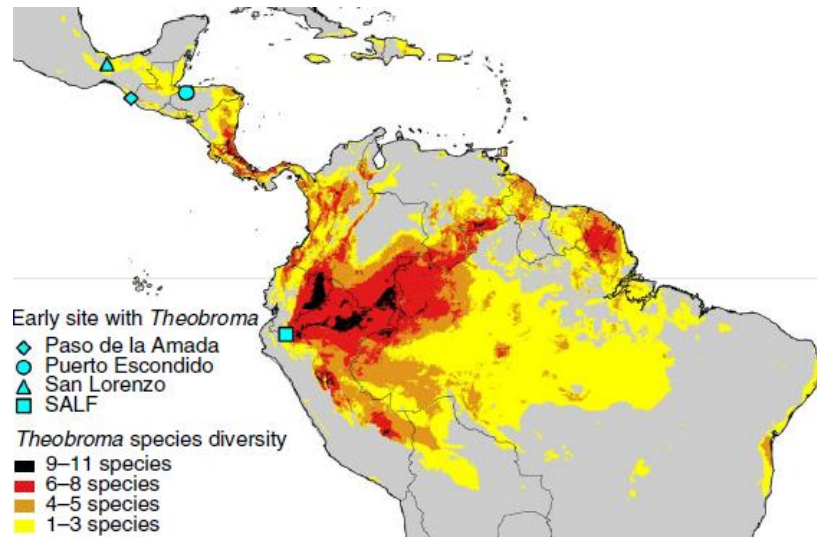 Early site with Theobroma
Paso de la Amada
Puerto Escondido
San Lorenzo
SALF
Theobroma species diversity
9–11 species
6–8 species
4–5 species
1–3 species